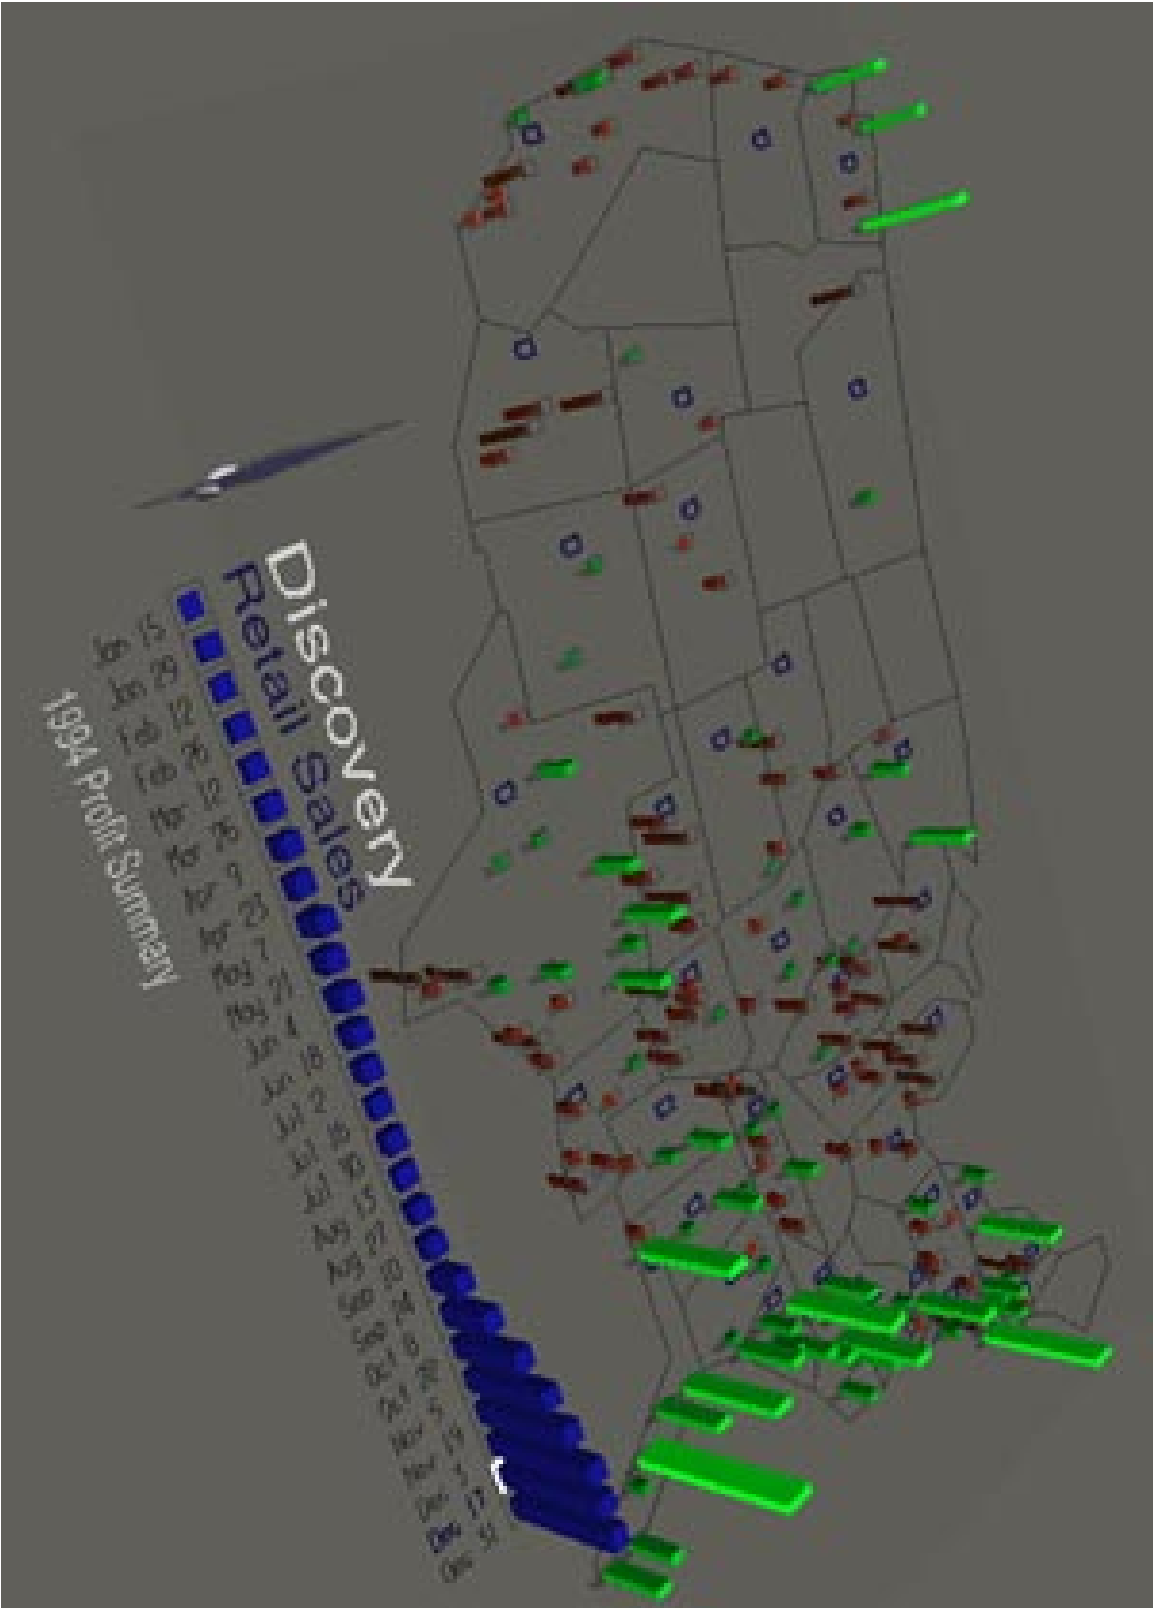 Discovery
Retail Sales
Jan 15
Jan 29
Feb 12
Feb 26
Mar 12
Mar 26
Apr 9
Apr 23
May 7
May 21
Jun 4
Jun 18
Jul 2
Jul 16
Jul 30
Aug 13
Aug 27
Sep 10
Sep 24
Oct 8
Oct 22
Nov 5
Nov 19
Dec 3
Dec 17
Dec 31
1994 Profit Summary